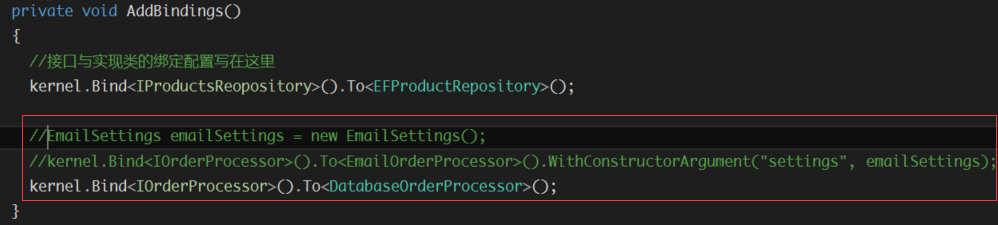 private void AddBindings()
{
//接口与实现类的绑定配置写在这里
kernel.Bind<IProductsReopository>().To<EFProductRepository>();
//EmailSettings emailSettings = new EmailSettings();
//kernel.Bind<IOrderProcessor>().To<EmailOrderProcessor>().WithConstructorArgument("settings", emailSettings);
kernel.Bind<IOrderProcessor>().To<DatabaseOrderProcessor>();
}